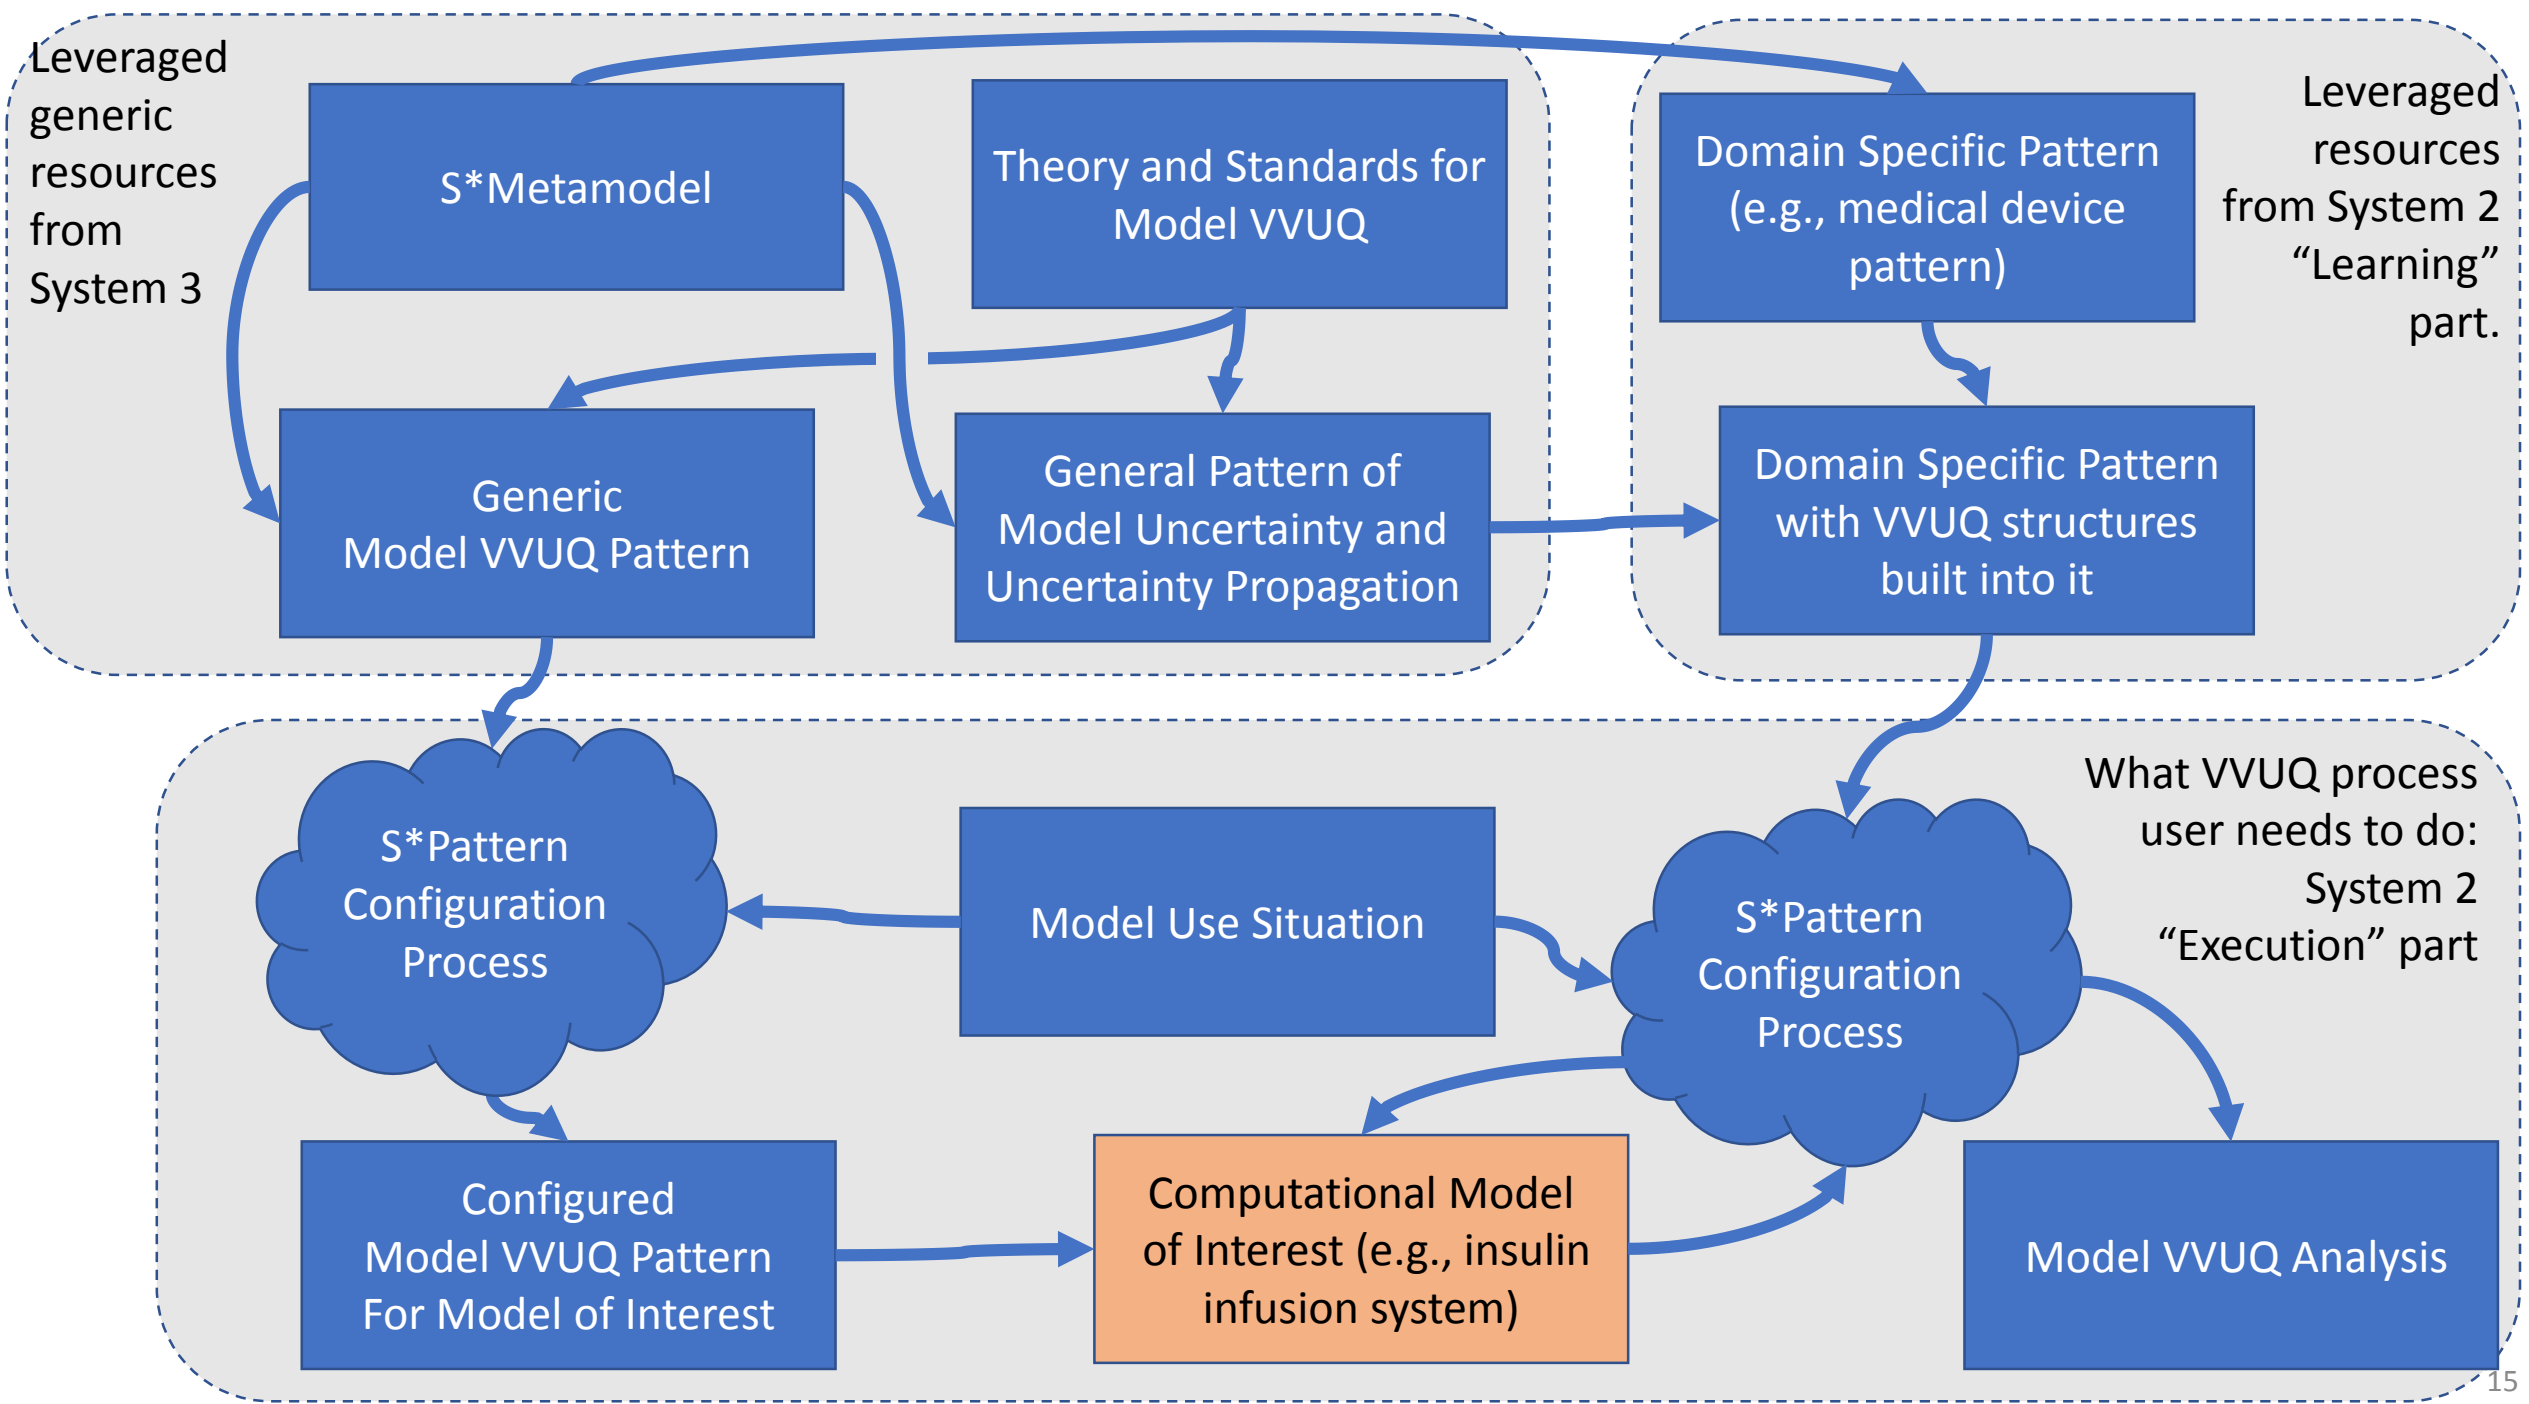 Leveraged
generic
resources
from
System 3
S*Metamodel
Theory and Standards for
Model VVUQ
Domain Specific Pattern
(e.g., medical device
pattern)
Leveraged
resources
from System 2
“Learning”
part.
Generic
Model VVUQ Pattern
General Pattern of
Model Uncertainty and
Uncertainty Propagation
Domain Specific Pattern
with VVUQ structures
built into it
S*Pattern
Configuration
Process
Model Use Situation
S*Pattern
Configuration
Process
What VVUQ process
user needs to do:
System 2
“Execution” part
Configured
Model VVUQ Pattern
For Model of Interest
Computational Model
of Interest (e.g., insulin
infusion system)
Model VVUQ Analysis
15